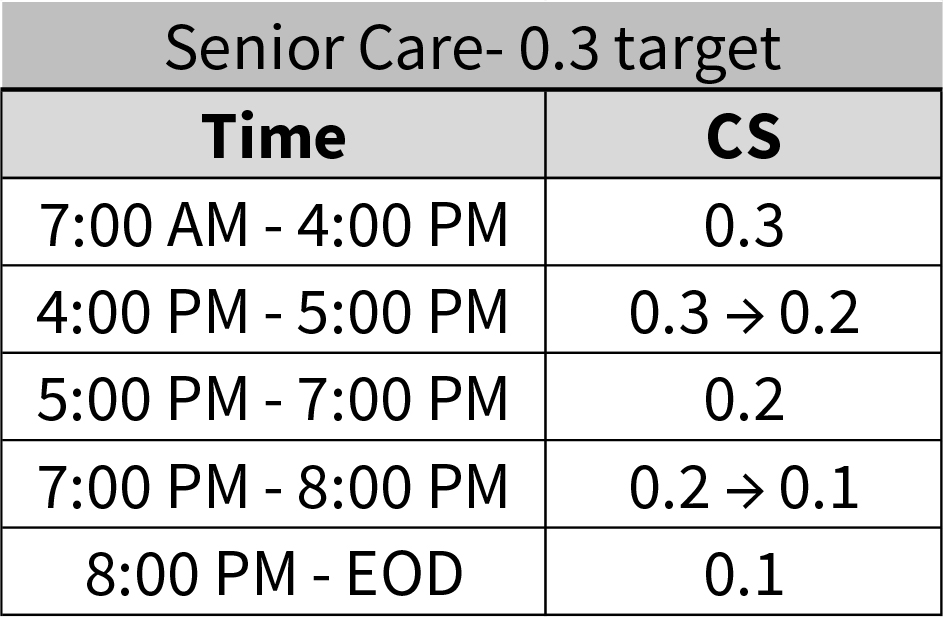 Senior Care- 0.3 target
Time CS
7:00 AM - 4:00 PM 0.3
4:00 PM - 5:00 PM 0.3 → 0.2
5:00 PM - 7:00 PM 0.2
7:00 PM - 8:00 PM 0.2 → 0.1
8:00 PM - EOD 0.1